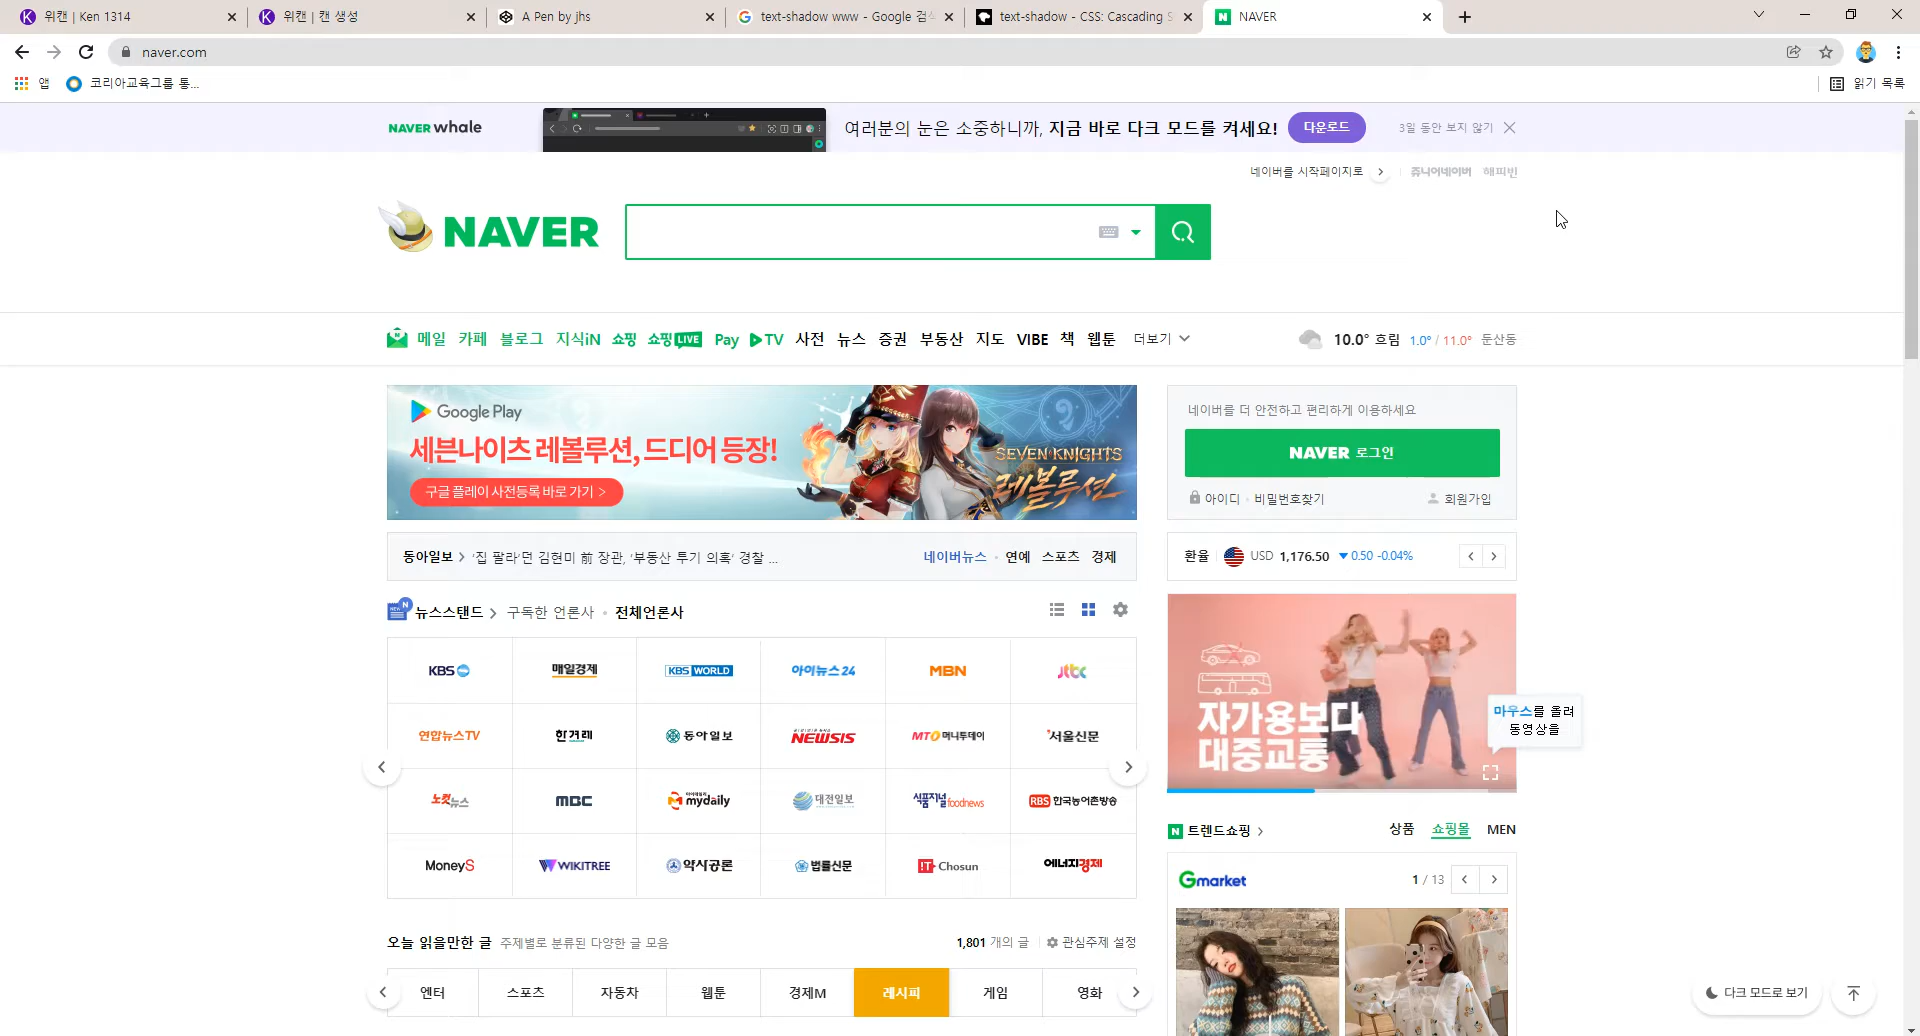 위캔 | Ken 1314
위캔 | 캔 생성
A Pen by jhs
text-shadow www - Google 검색
text-shadow - CSS: Cascading S
NAVER
naver.com
앱
코리아교육그룹 통...
읽기 목록
NAVER whale
여러분의 눈은 소중하니까, 지금 바로 다크 모드를 켜세요!
다운로드
3일 동안 보지 않기
네이버를 시작페이지로
쥬니어네이버 해피빈
NAVER
메일 카페 블로그 지식iN 쇼핑 쇼핑LIVE Pay TV 사전 뉴스 증권 부동산 지도 VIBE 책 웹툰 더보기
10.0° 흐림 1.0° / 11.0° 둔산동
Google Play
세븐나이츠 레볼루션, 드디어 등장!
구글 플레이 사전등록 바로 가기 >
SEVEN KNIGHTS
레볼루션
네이버를 더 안전하고 편리하게 이용하세요
NAVER 로그인
아이디 · 비밀번호찾기
회원가입
동아일보 > '집 팔라'던 김현미 前 장관, '부동산 투기 의혹' 경찰 ...
네이버뉴스 · 연예 스포츠 경제
환율 USD 1,176.50 ▼0.50 -0.04%
뉴스스탠드 > 구독한 언론사 · 전체언론사
KBS 매일경제 KBS WORLD 아이뉴스24 MBN jtbc
연합뉴스TV 한겨레 동아일보 NEWSIS MTO머니투데이 서울신문
노컷뉴스 MBC mydaily 대전일보 식품저널 foodnews RBS 한국농어촌방송
MoneyS WIKITREE 약사공론 법률신문 IT Chosun 에너지경제
자가용보다
대중교통
마우스를 올려
동영상을
트렌드쇼핑 >
상품 쇼핑몰 MEN
Gmarket
1 / 13
오늘 읽을만한 글 주제별로 분류된 다양한 글 모음
1,801 개의 글
관심주제 설정
엔터 스포츠 자동차 웹툰 경제M 레시피 게임 영화
다크 모드로 보기